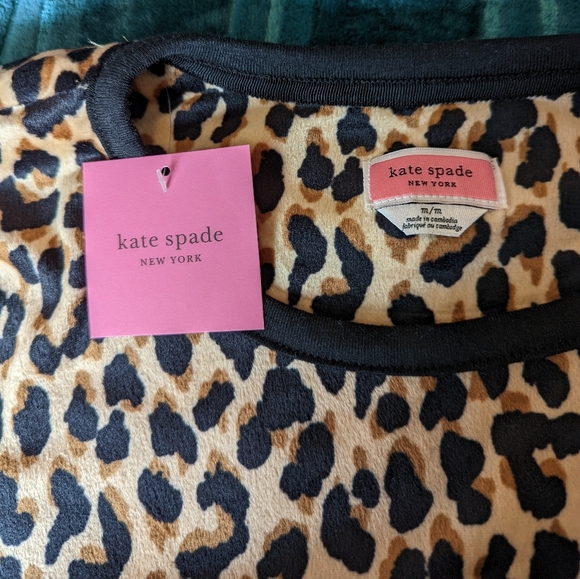 kate spade
NEW YORK
kate spade
NEW YORK
m/m
made in cambodia
fabriqué au cambodge